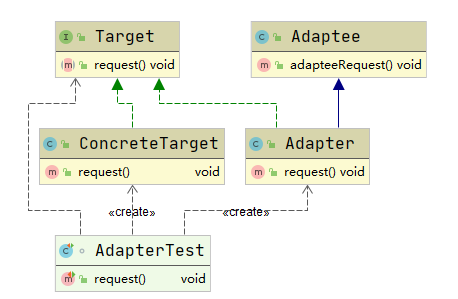 I Target
m request() void
C Adaptee
m adapteeRequest() void
C ConcreteTarget
m request() void
C Adapter
m request() void
«create»
«create»
C AdapterTest
m request() void